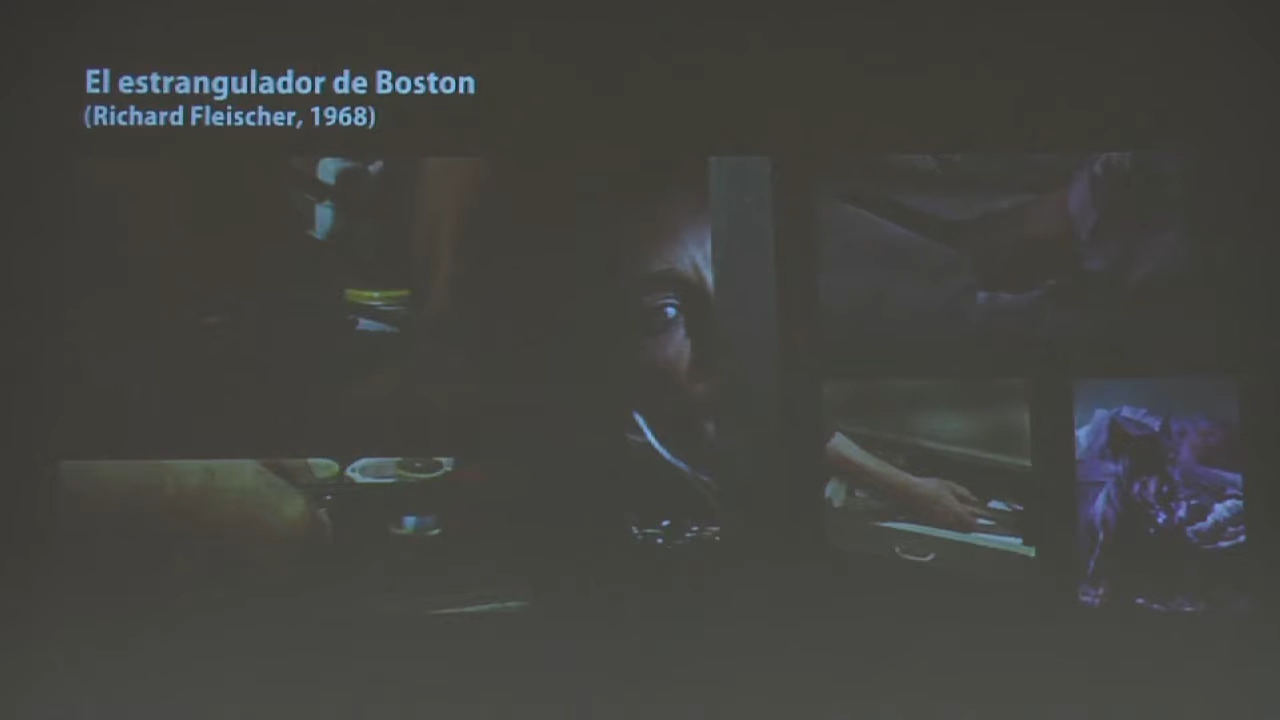 El estrangulador de Boston
(Richard Fleischer, 1968)